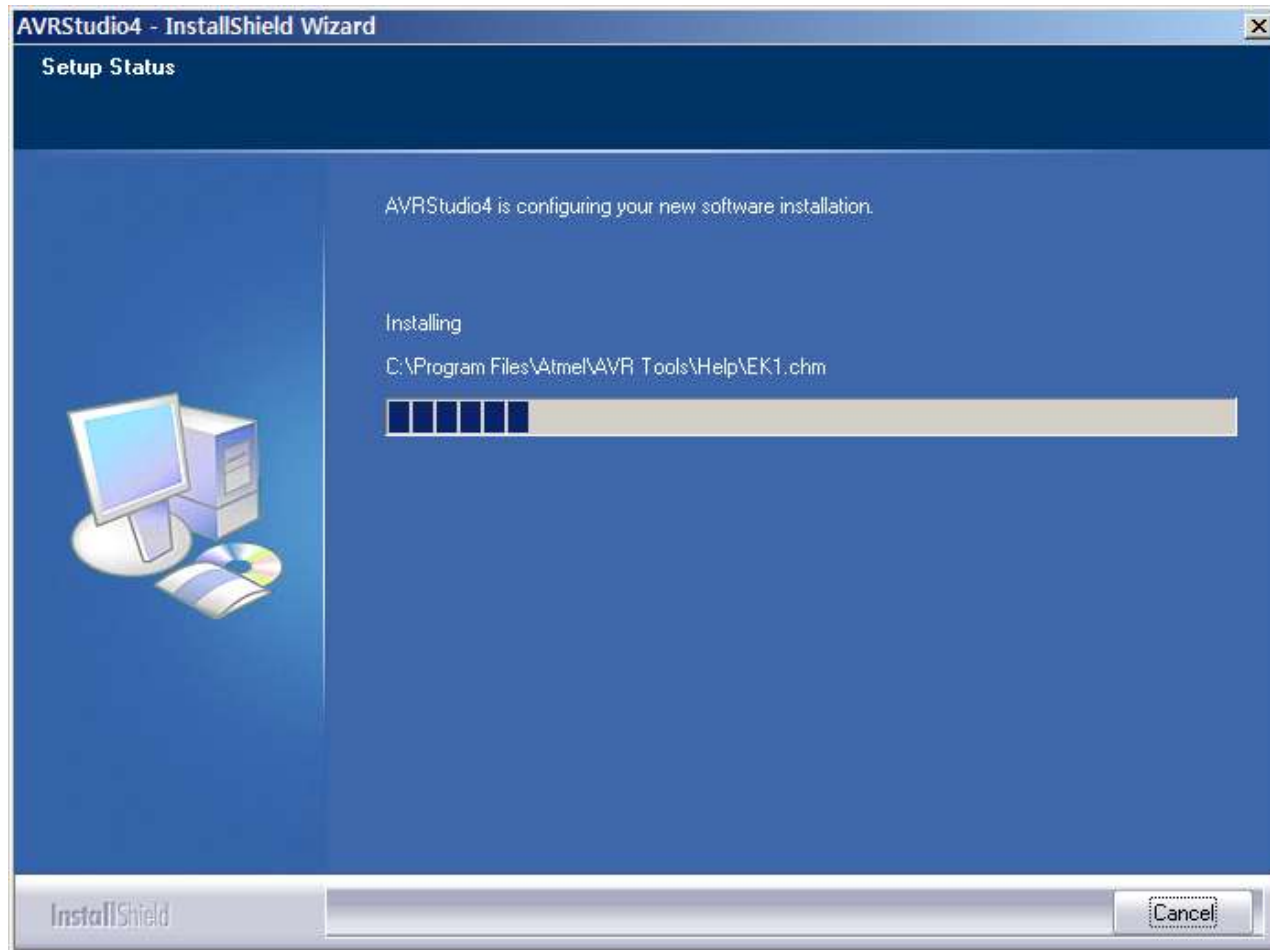 AVRStudio4 - InstallShield Wizard
Setup Status
AVRStudio4 is configuring your new software installation.
Installing
C:\Program Files\Atmel\AVR Tools\Help\EK1.chm
InstallShield
Cancel